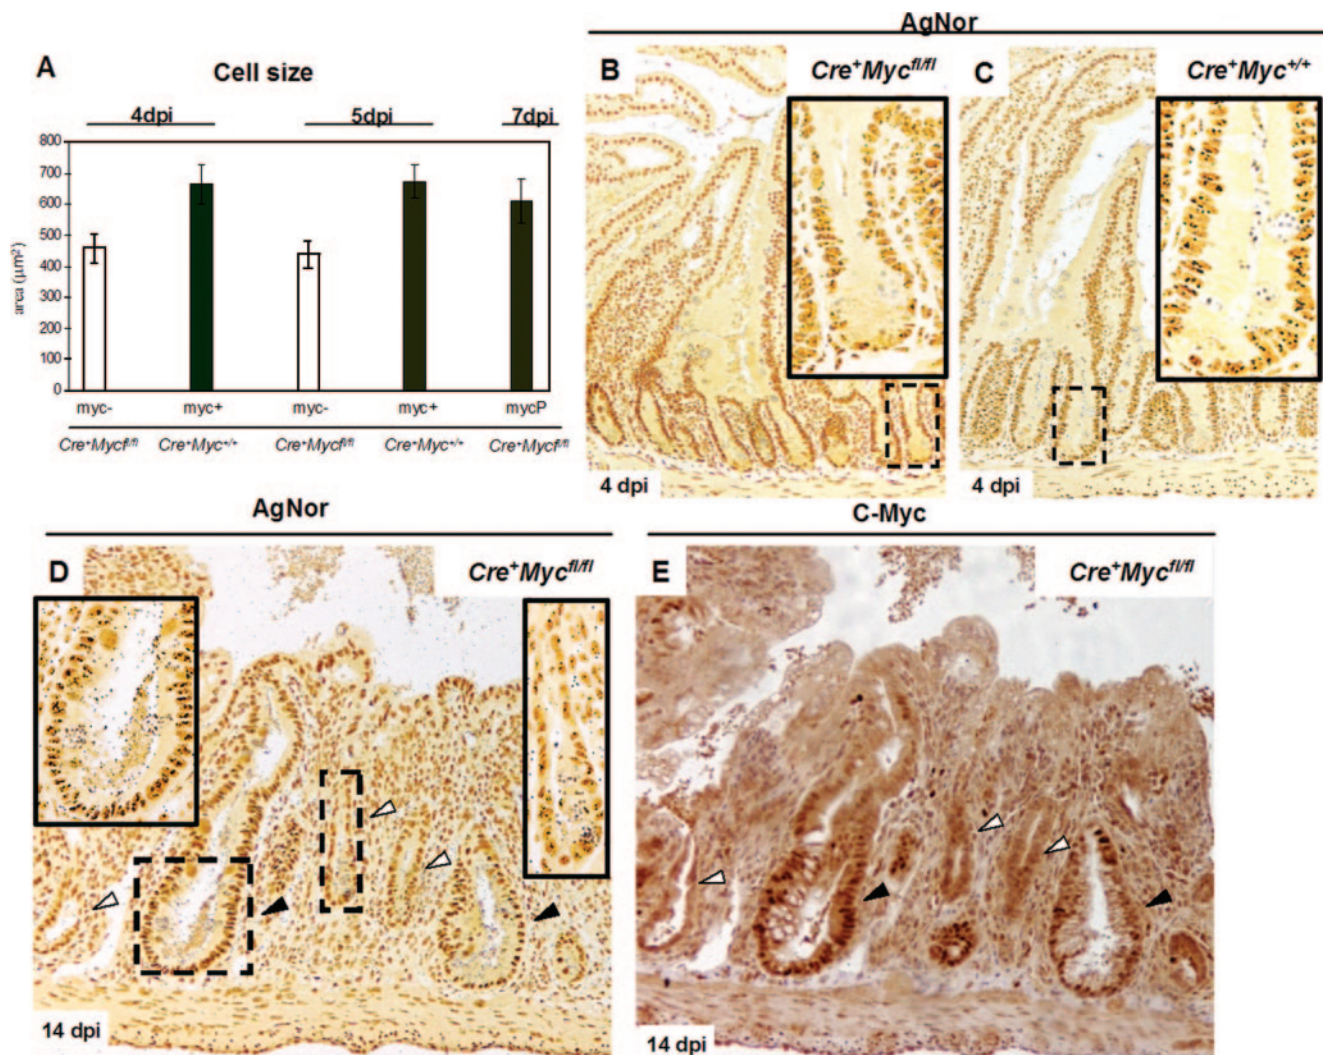 AgNor
A
Cell size
4dpi 5dpi 7dpi
800
700
600
500
400
300
200
100
0
area (µm²)
myc- myc+ myc- myc+ mycP
Cre⁺Mycfl/fl Cre⁺Myc⁺/⁺ Cre⁺Mycfl/fl Cre⁺Myc⁺/⁺ Cre⁺Mycfl/fl
B Cre⁺Mycᶠˡ/ᶠˡ
4 dpi
C Cre⁺Myc⁺/⁺
4 dpi
AgNor
D Cre⁺Mycᶠˡ/ᶠˡ
14 dpi
C-Myc
E Cre⁺Mycᶠˡ/ᶠˡ
14 dpi